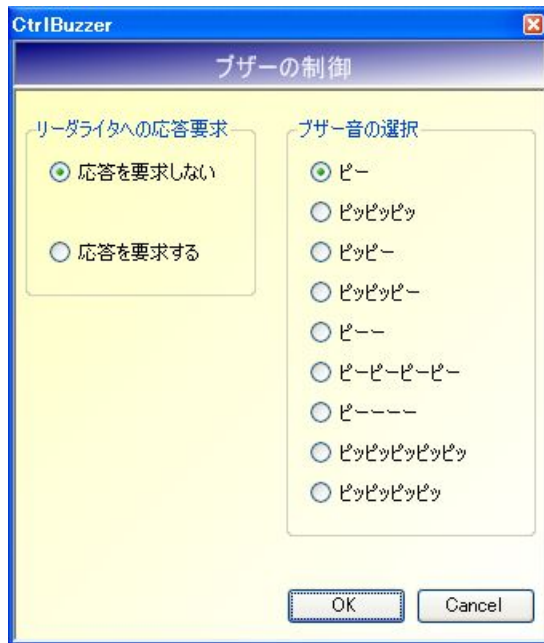 CtrlBuzzer
ブザーの制御
リーダライタへの応答要求
応答を要求しない
応答を要求する
ブザー音の選択
ピー
ピッピッピッ
ピッピー
ピッピッピー
ピーー
ピーピーピーピー
ピーーーー
ピッピッピッピッピッ
ピッピッピッピッ
OK
Cancel